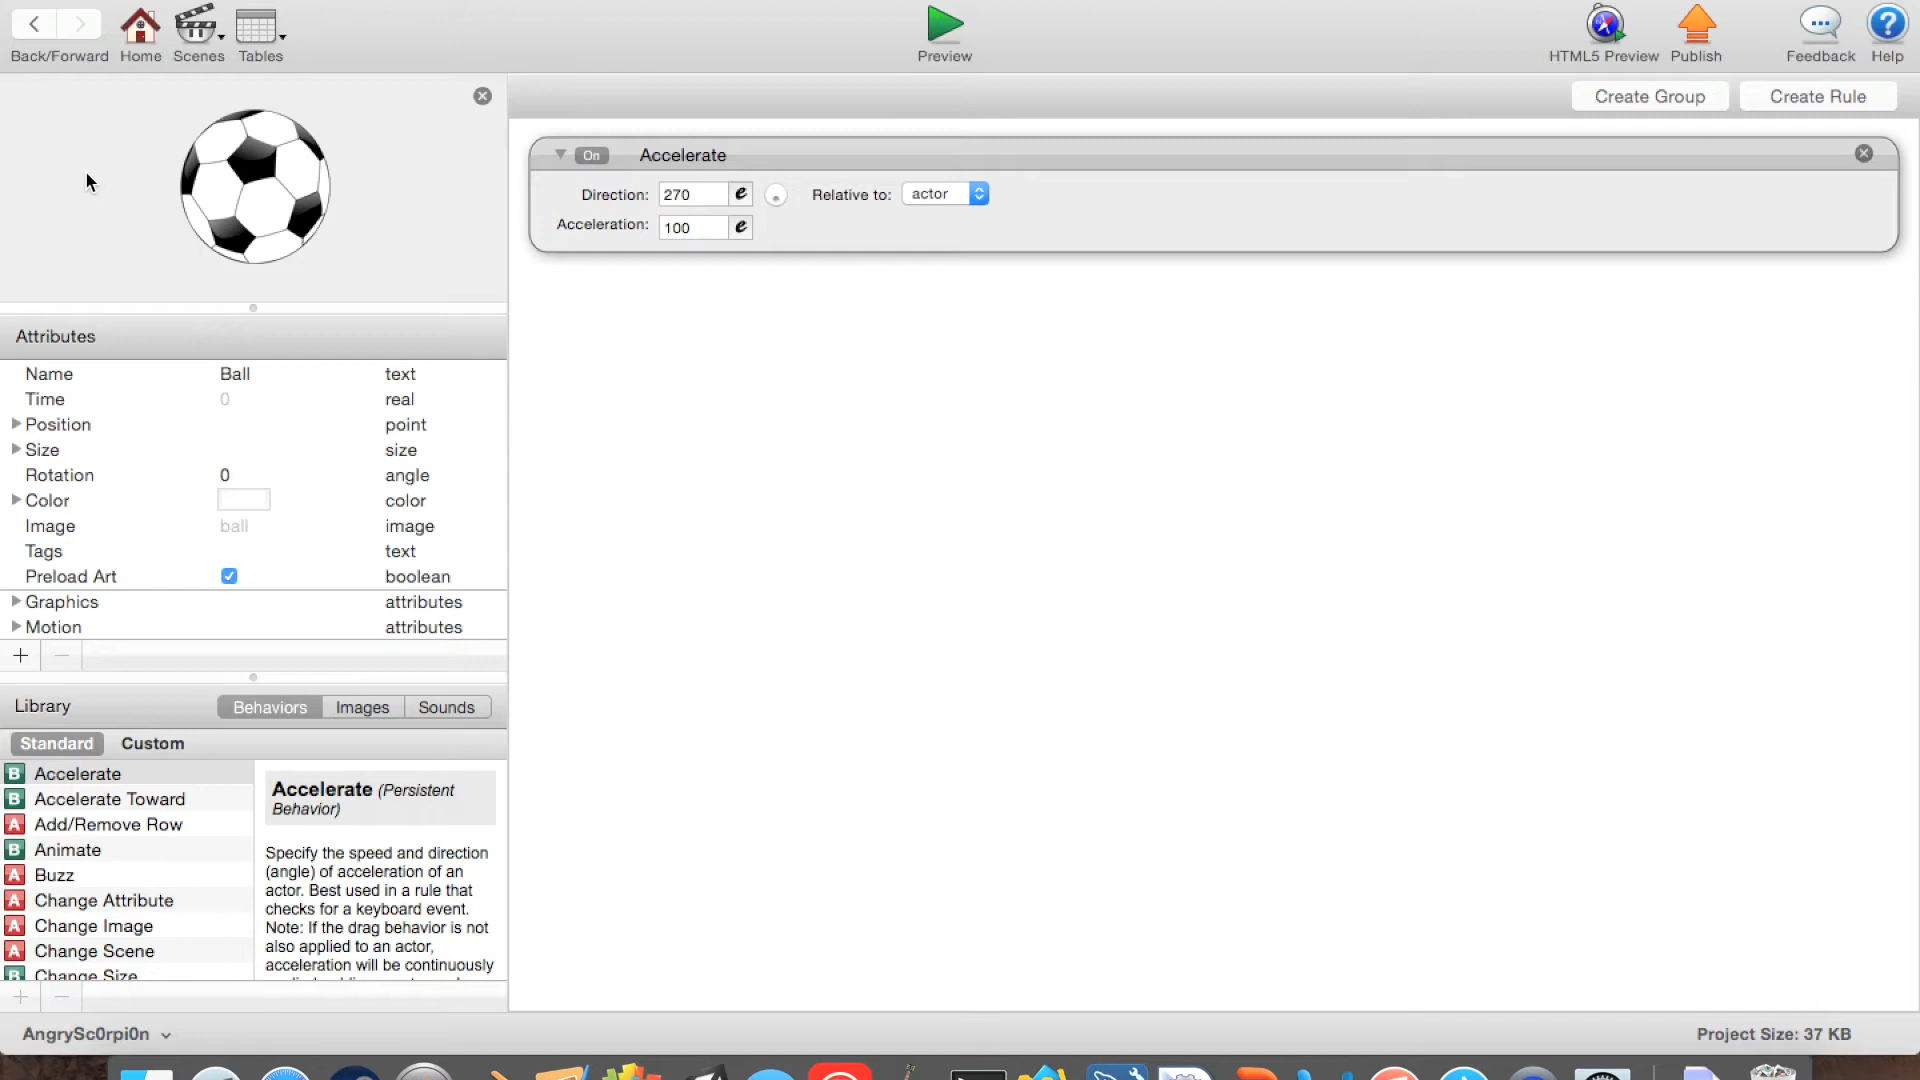 Back/Forward Home Scenes Tables Preview HTML5 Preview Publish Feedback Help
Create Group Create Rule
On Accelerate
Direction: 270 e Relative to: actor
Acceleration: 100 e
Attributes
Name Ball text
Time 0 real
Position point
Size size
Rotation 0 angle
Color color
Image ball image
Tags text
Preload Art boolean
Graphics attributes
Motion attributes
Library Behaviors Images Sounds
Standard Custom
B Accelerate
B Accelerate Toward
A Add/Remove Row
B Animate
A Buzz
A Change Attribute
A Change Image
A Change Scene
B Change Size
Accelerate (Persistent
Behavior)
Specify the speed and direction
(angle) of acceleration of an
actor. Best used in a rule that
checks for a keyboard event.
Note: If the drag behavior is not
also applied to an actor,
acceleration will be continuously
AngrySc0rpi0n Project Size: 37 KB